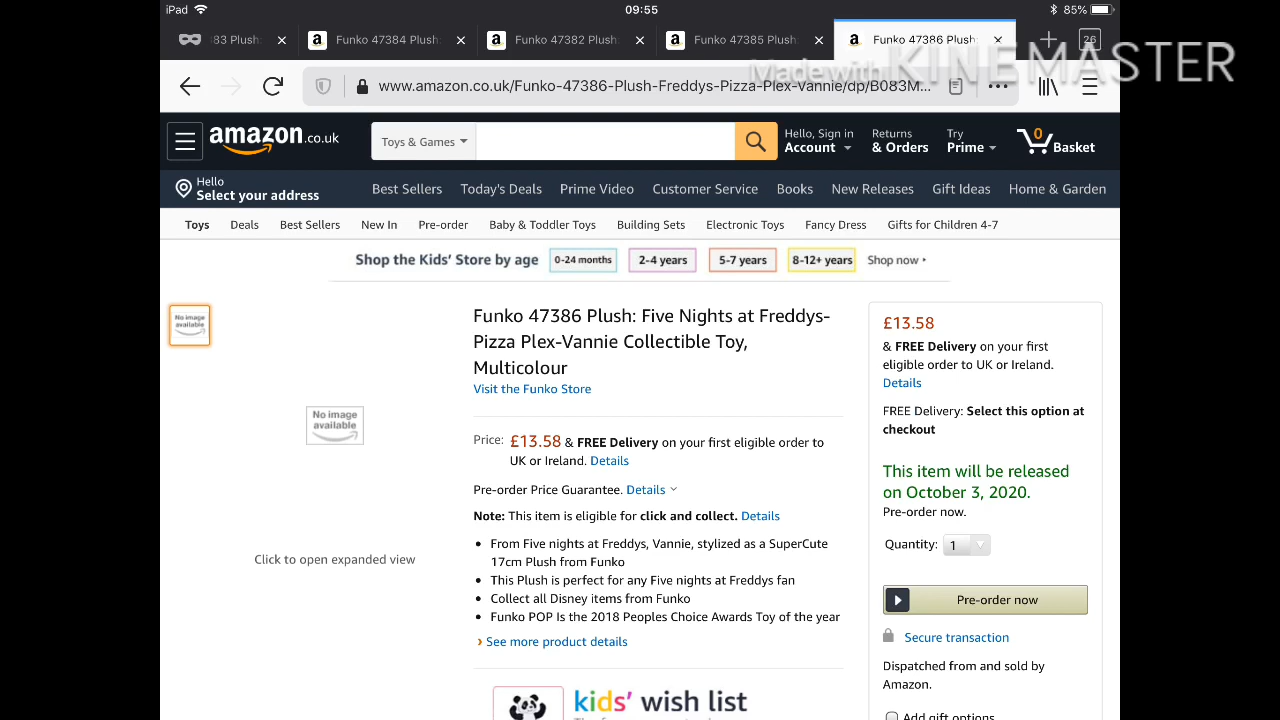 iPad 09:55 85%
83 Plush: Funko 47384 Plush: Funko 47382 Plush: Funko 47385 Plush: Funko 47386 Plush: 26
Made with KINEMASTER
www.amazon.co.uk/Funko-47386-Plush-Freddys-Pizza-Plex-Vannie/dp/B083M...
amazon.co.uk Toys & Games Hello, Sign in Account Returns & Orders Try Prime 0 Basket
Hello
Select your address Best Sellers Today's Deals Prime Video Customer Service Books New Releases Gift Ideas Home & Garden
Toys Deals Best Sellers New In Pre-order Baby & Toddler Toys Building Sets Electronic Toys Fancy Dress Gifts for Children 4-7
Shop the Kids' Store by age 0-24 months 2-4 years 5-7 years 8-12+ years Shop now
No image available
No image available
Click to open expanded view
Funko 47386 Plush: Five Nights at Freddys-
Pizza Plex-Vannie Collectible Toy,
Multicolour
Visit the Funko Store
Price: £13.58 & FREE Delivery on your first eligible order to
UK or Ireland. Details
Pre-order Price Guarantee. Details
Note: This item is eligible for click and collect. Details
• From Five nights at Freddys, Vannie, stylized as a SuperCute
17cm Plush from Funko
• This Plush is perfect for any Five nights at Freddys fan
• Collect all Disney items from Funko
• Funko POP Is the 2018 Peoples Choice Awards Toy of the year
› See more product details
kids' wish list
£13.58
& FREE Delivery on your first
eligible order to UK or Ireland.
Details
FREE Delivery: Select this option at
checkout
This item will be released
on October 3, 2020.
Pre-order now.
Quantity: 1
Pre-order now
Secure transaction
Dispatched from and sold by
Amazon.
Add gift options